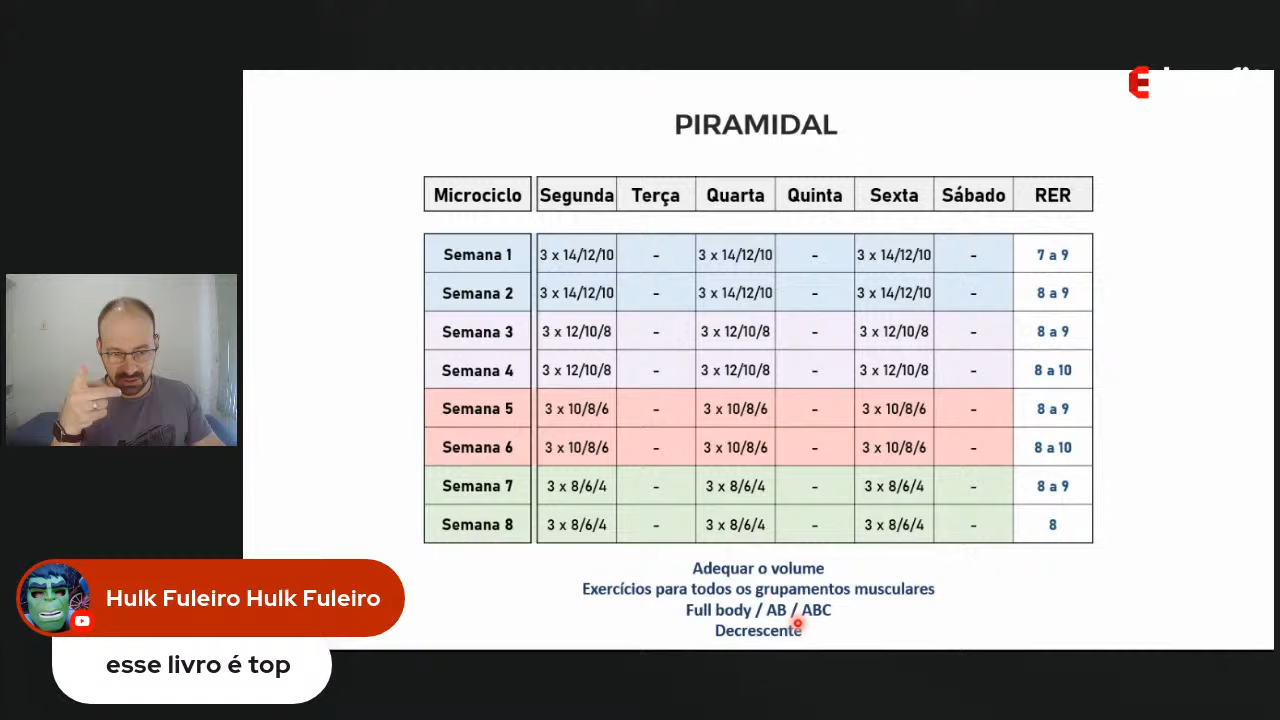 PIRAMIDAL
Microciclo Segunda Terça Quarta Quinta Sexta Sábado RER
Semana 1 3 x 14/12/10 - 3 x 14/12/10 - 3 x 14/12/10 - 7 a 9
Semana 2 3 x 14/12/10 - 3 x 14/12/10 - 3 x 14/12/10 - 8 a 9
Semana 3 3 x 12/10/8 - 3 x 12/10/8 - 3 x 12/10/8 - 8 a 9
Semana 4 3 x 12/10/8 - 3 x 12/10/8 - 3 x 12/10/8 - 8 a 10
Semana 5 3 x 10/8/6 - 3 x 10/8/6 - 3 x 10/8/6 - 8 a 9
Semana 6 3 x 10/8/6 - 3 x 10/8/6 - 3 x 10/8/6 - 8 a 10
Semana 7 3 x 8/6/4 - 3 x 8/6/4 - 3 x 8/6/4 - 8 a 9
Semana 8 3 x 8/6/4 - 3 x 8/6/4 - 3 x 8/6/4 - 8
Adequar o volume
Exercícios para todos os grupamentos musculares
Full body / AB / ABC
Decrescente
Hulk Fuleiro Hulk Fuleiro
esse livro é top